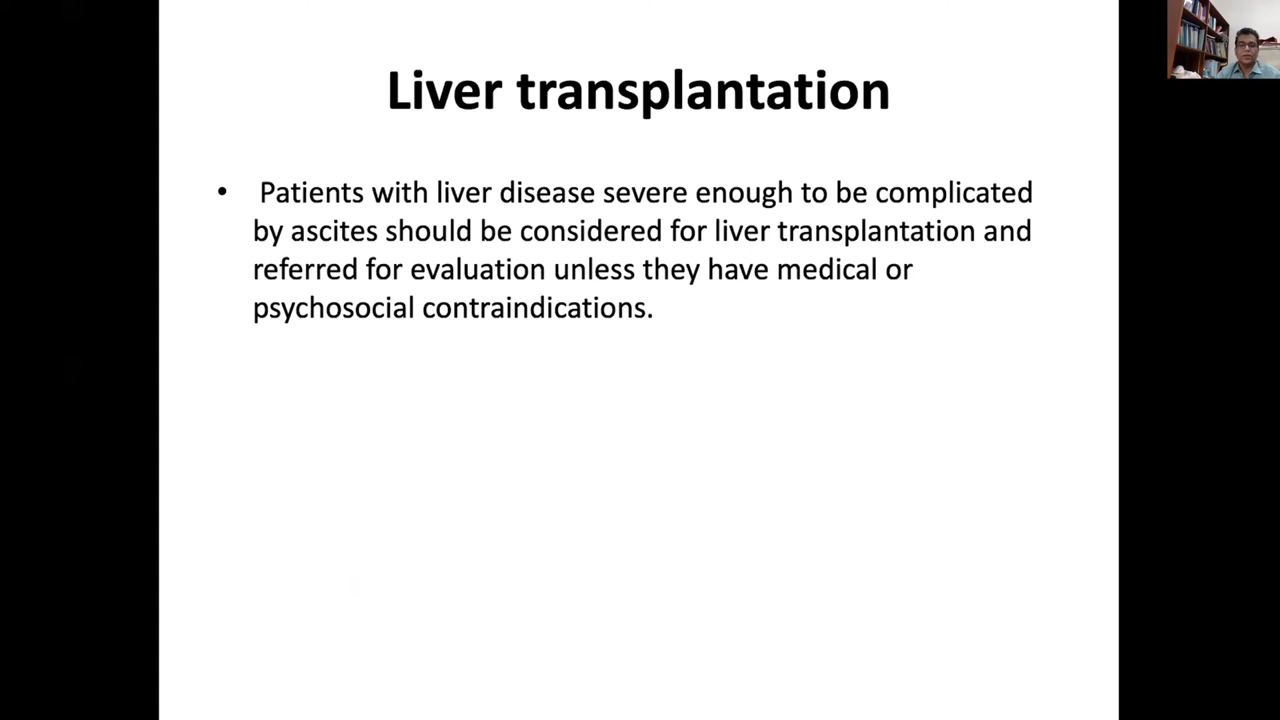 Liver transplantation
• Patients with liver disease severe enough to be complicated
by ascites should be considered for liver transplantation and
referred for evaluation unless they have medical or
psychosocial contraindications.